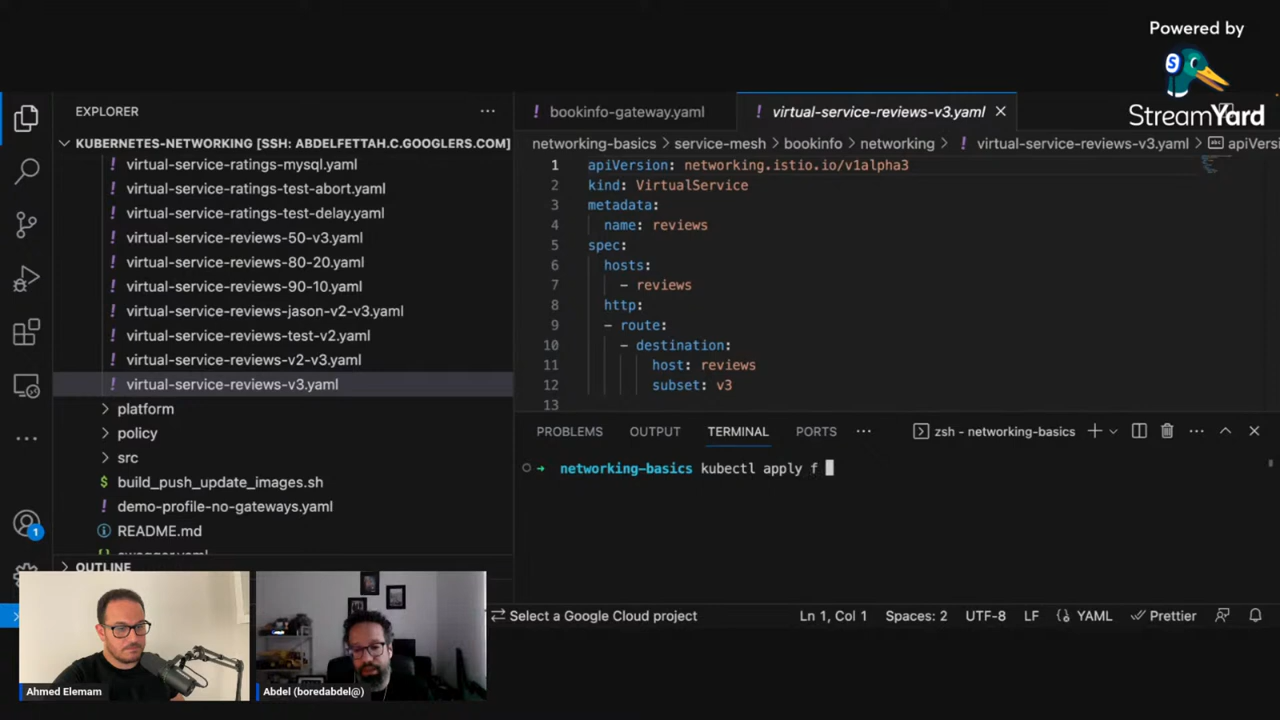 Powered by
StreamYard
EXPLORER
KUBERNETES-NETWORKING [SSH: ABDELFETTAH.C.GOOGLERS.COM]
! virtual-service-ratings-mysql.yaml
! virtual-service-ratings-test-abort.yaml
! virtual-service-ratings-test-delay.yaml
! virtual-service-reviews-50-v3.yaml
! virtual-service-reviews-80-20.yaml
! virtual-service-reviews-90-10.yaml
! virtual-service-reviews-jason-v2-v3.yaml
! virtual-service-reviews-test-v2.yaml
! virtual-service-reviews-v2-v3.yaml
! virtual-service-reviews-v3.yaml
> platform
> policy
> src
$ build_push_update_images.sh
! demo-profile-no-gateways.yaml
README.md
swagger.yaml
> OUTLINE
! bookinfo-gateway.yaml
! virtual-service-reviews-v3.yaml
networking-basics > service-mesh > bookinfo > networking > ! virtual-service-reviews-v3.yaml > apiVersi
1 apiVersion: networking.istio.io/v1alpha3
2 kind: VirtualService
3 metadata:
4 name: reviews
5 spec:
6 hosts:
7 - reviews
8 http:
9 - route:
10 - destination:
11 host: reviews
12 subset: v3
13
PROBLEMS OUTPUT TERMINAL PORTS
zsh - networking-basics
→ networking-basics kubectl apply f
1
Select a Google Cloud project
Ln 1, Col 1 Spaces: 2 UTF-8 LF {} YAML Prettier
Ahmed Elemam
Abdel (boredabdel@)